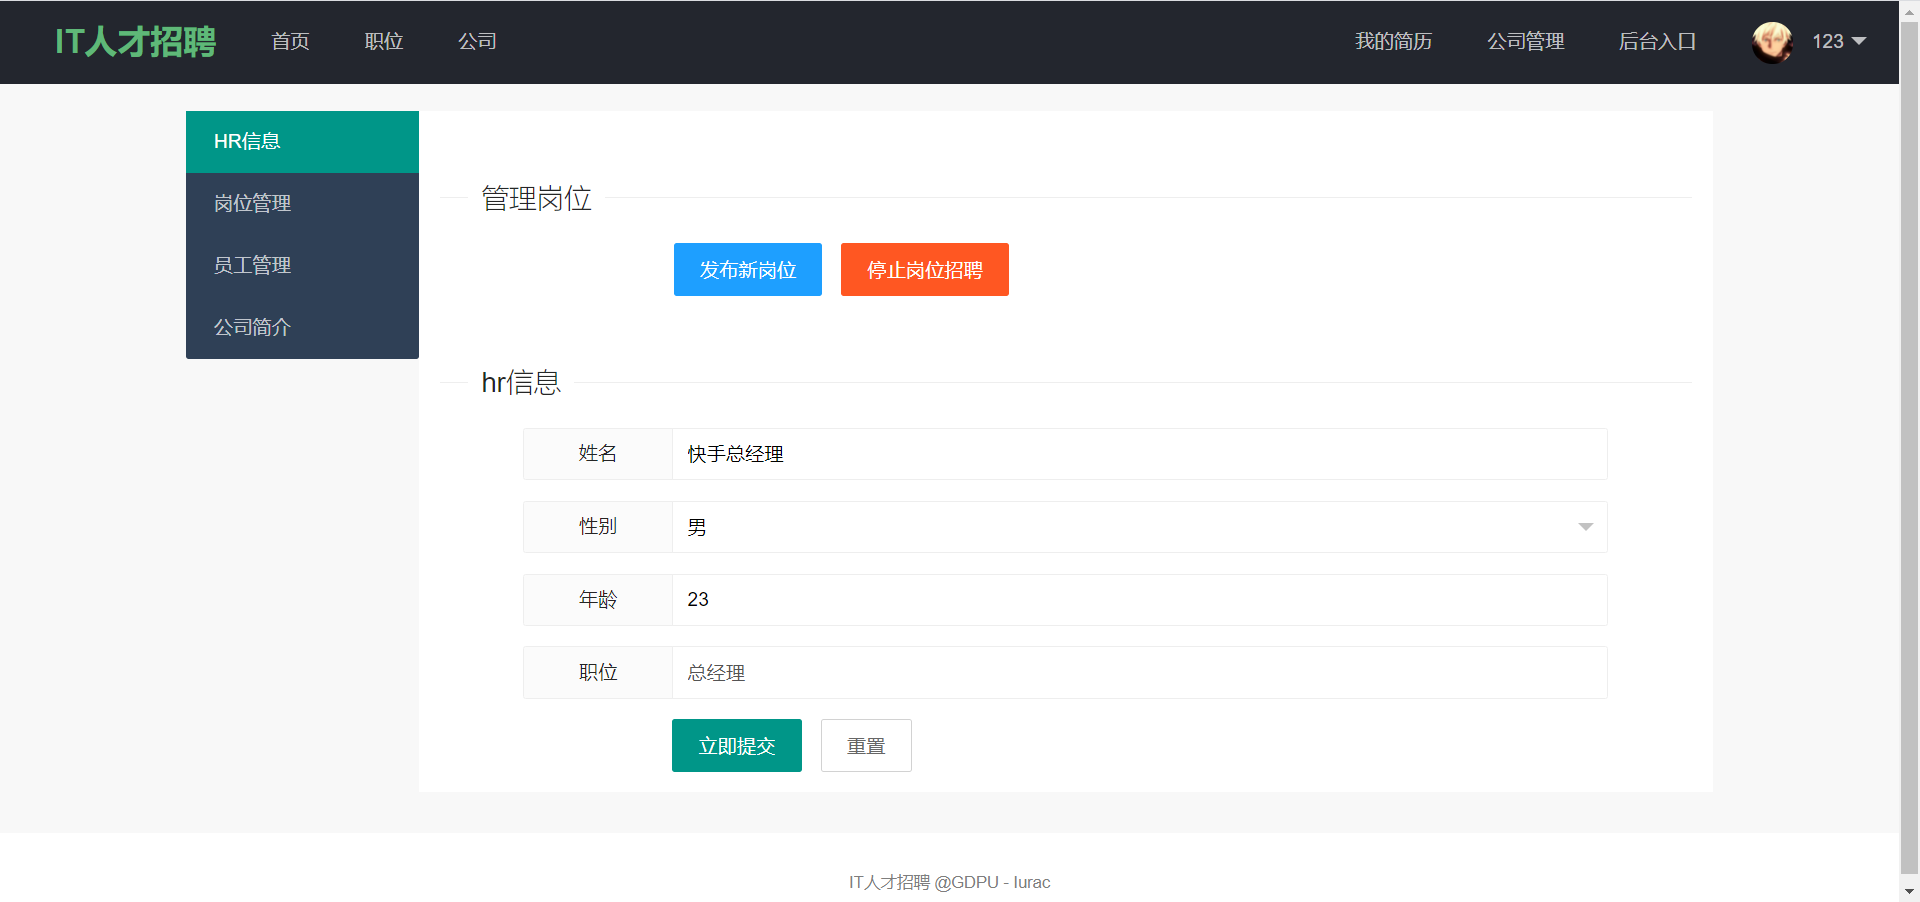 IT人才招聘 首页 职位 公司 我的简历 公司管理 后台入口 123
HR信息
岗位管理
员工管理
公司简介
管理岗位
发布新岗位 停止岗位招聘
hr信息
姓名 快手总经理
性别 男
年龄 23
职位 总经理
立即提交 重置
IT人才招聘 @GDPU - lurac